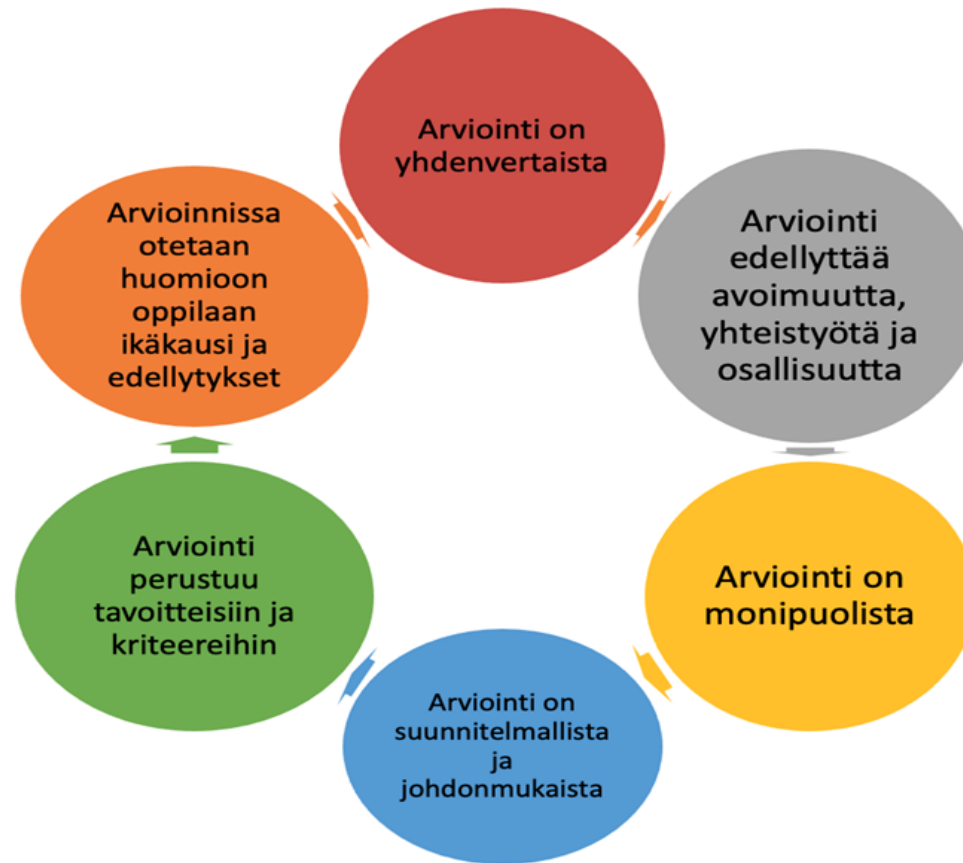 Arviointi on
yhdenvertaista
Arviointi
edellyttää
avoimuutta,
yhteistyötä ja
osallisuutta
Arviointi on
monipuolista
Arviointi on
suunnitelmallista
ja
johdonmukaista
Arviointi
perustuu
tavoitteisiin ja
kriteereihin
Arvioinnissa
otetaan
huomioon
oppilaan
ikäkausi ja
edellytykset